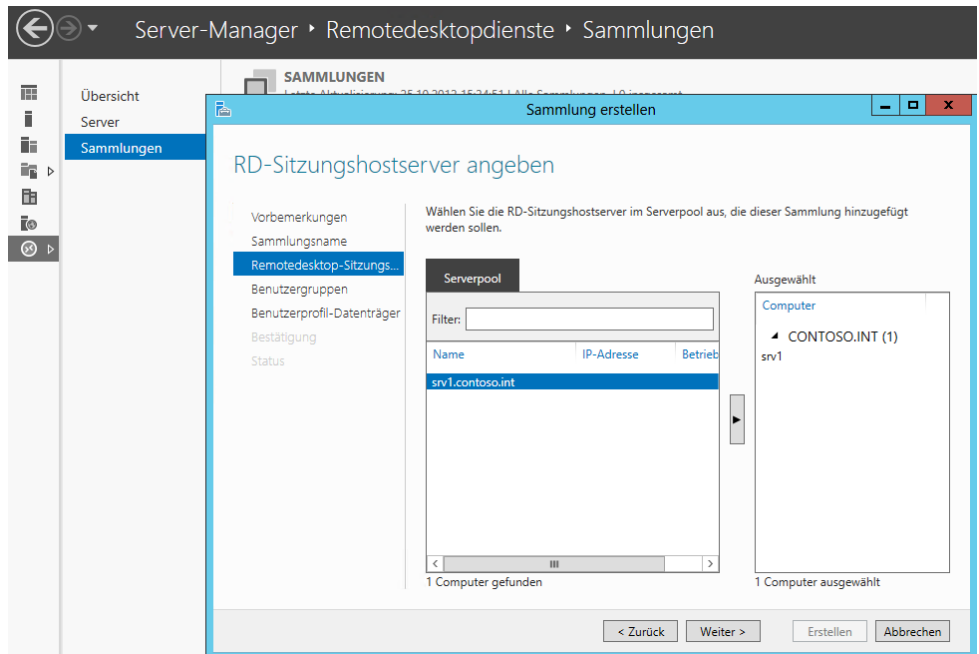 Server-Manager ‣ Remotedesktopdienste ‣ Sammlungen
Übersicht
Server
Sammlungen
SAMMLUNGEN
Sammlung erstellen
RD-Sitzungshostserver angeben
Vorbemerkungen
Sammlungsname
Remotedesktop-Sitzungs...
Benutzergruppen
Benutzerprofil-Datenträger
Bestätigung
Status
Wählen Sie die RD-Sitzungshostserver im Serverpool aus, die dieser Sammlung hinzugefügt
werden sollen.
Serverpool
Filter:
Name IP-Adresse Betrieb
srv1.contoso.int
1 Computer gefunden
Ausgewählt
Computer
CONTOSO.INT (1)
srv1
1 Computer ausgewählt
< Zurück Weiter > Erstellen Abbrechen